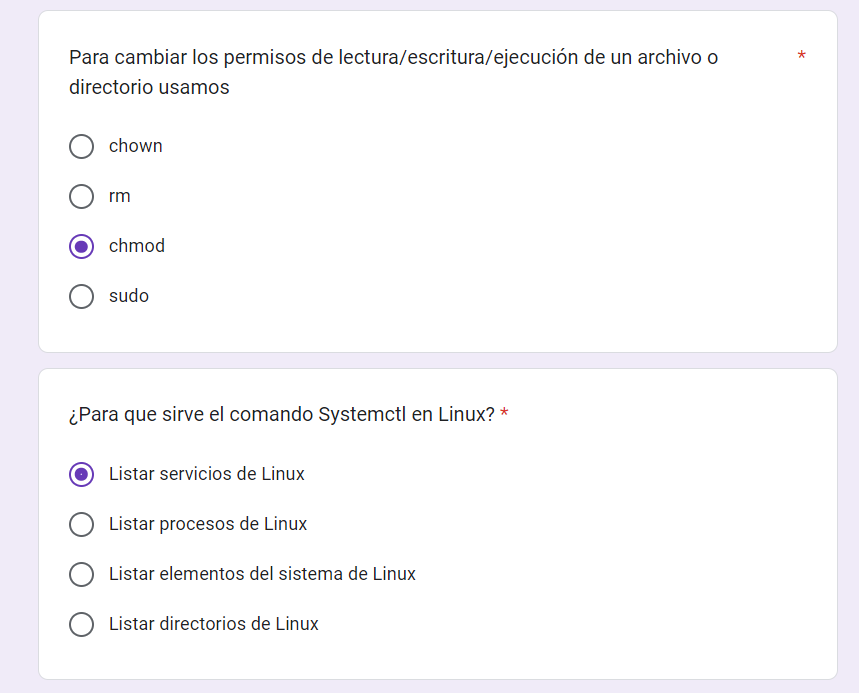 Para cambiar los permisos de lectura/escritura/ejecución de un archivo o *
directorio usamos
chown
rm
chmod
sudo
¿Para que sirve el comando Systemctl en Linux? *
Listar servicios de Linux
Listar procesos de Linux
Listar elementos del sistema de Linux
Listar directorios de Linux